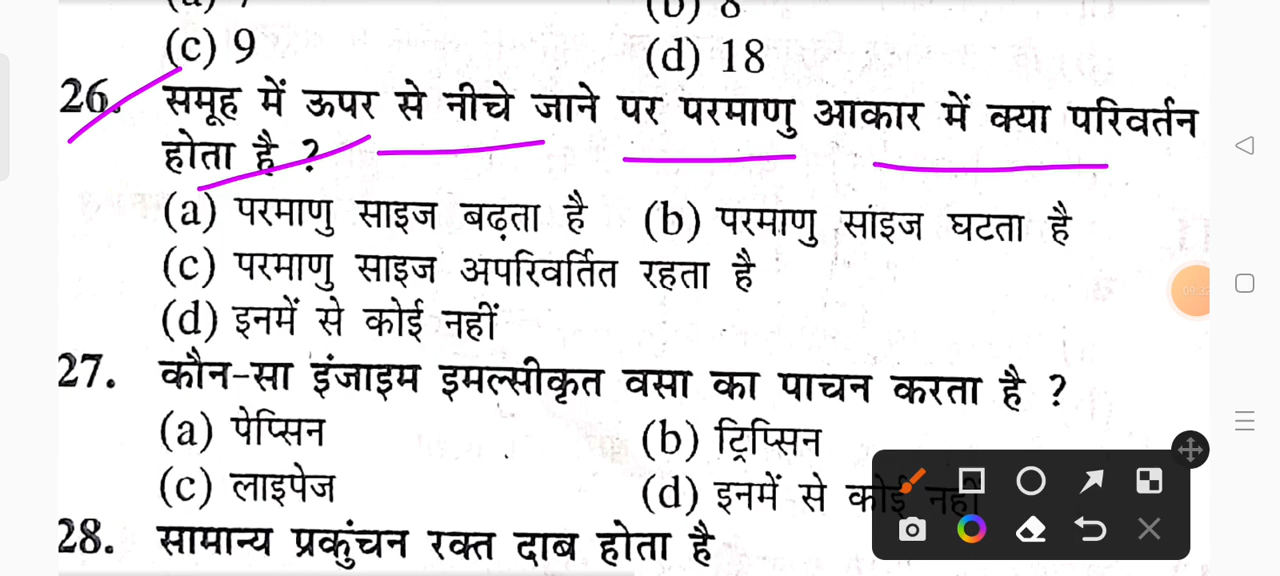 (c) 9 (d) 18
26. समूह में ऊपर से नीचे जाने पर परमाणु आकार में क्या परिवर्तन
होता है ?
(a) परमाणु साइज बढ़ता है (b) परमाणु सांइज घटता है
(c) परमाणु साइज अपरिवर्तित रहता है
(d) इनमें से कोई नहीं
27. कौन-सा इंजाइम इमल्सीकृत वसा का पाचन करता है ?
(a) पेप्सिन (b) ट्रिप्सिन
(c) लाइपेज (d) इनमें से कोई नहीं
28. सामान्य प्रकुंचन रक्त दाब होता है